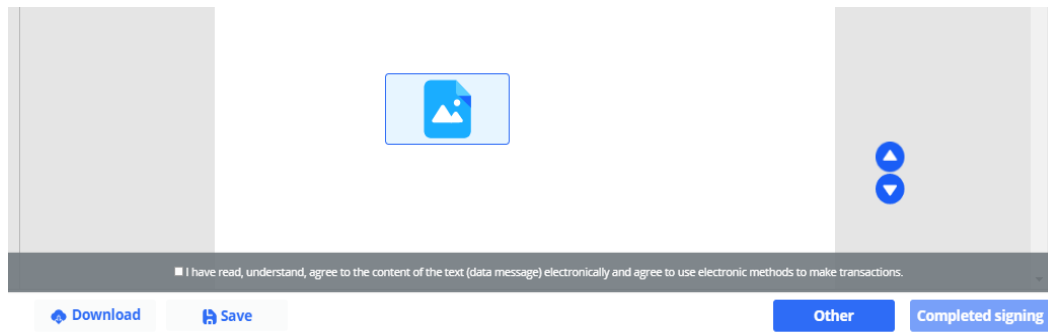 I have read, understand, agree to the content of the text (data message) electronically and agree to use electronic methods to make transactions.
Download Save Other Completed signing